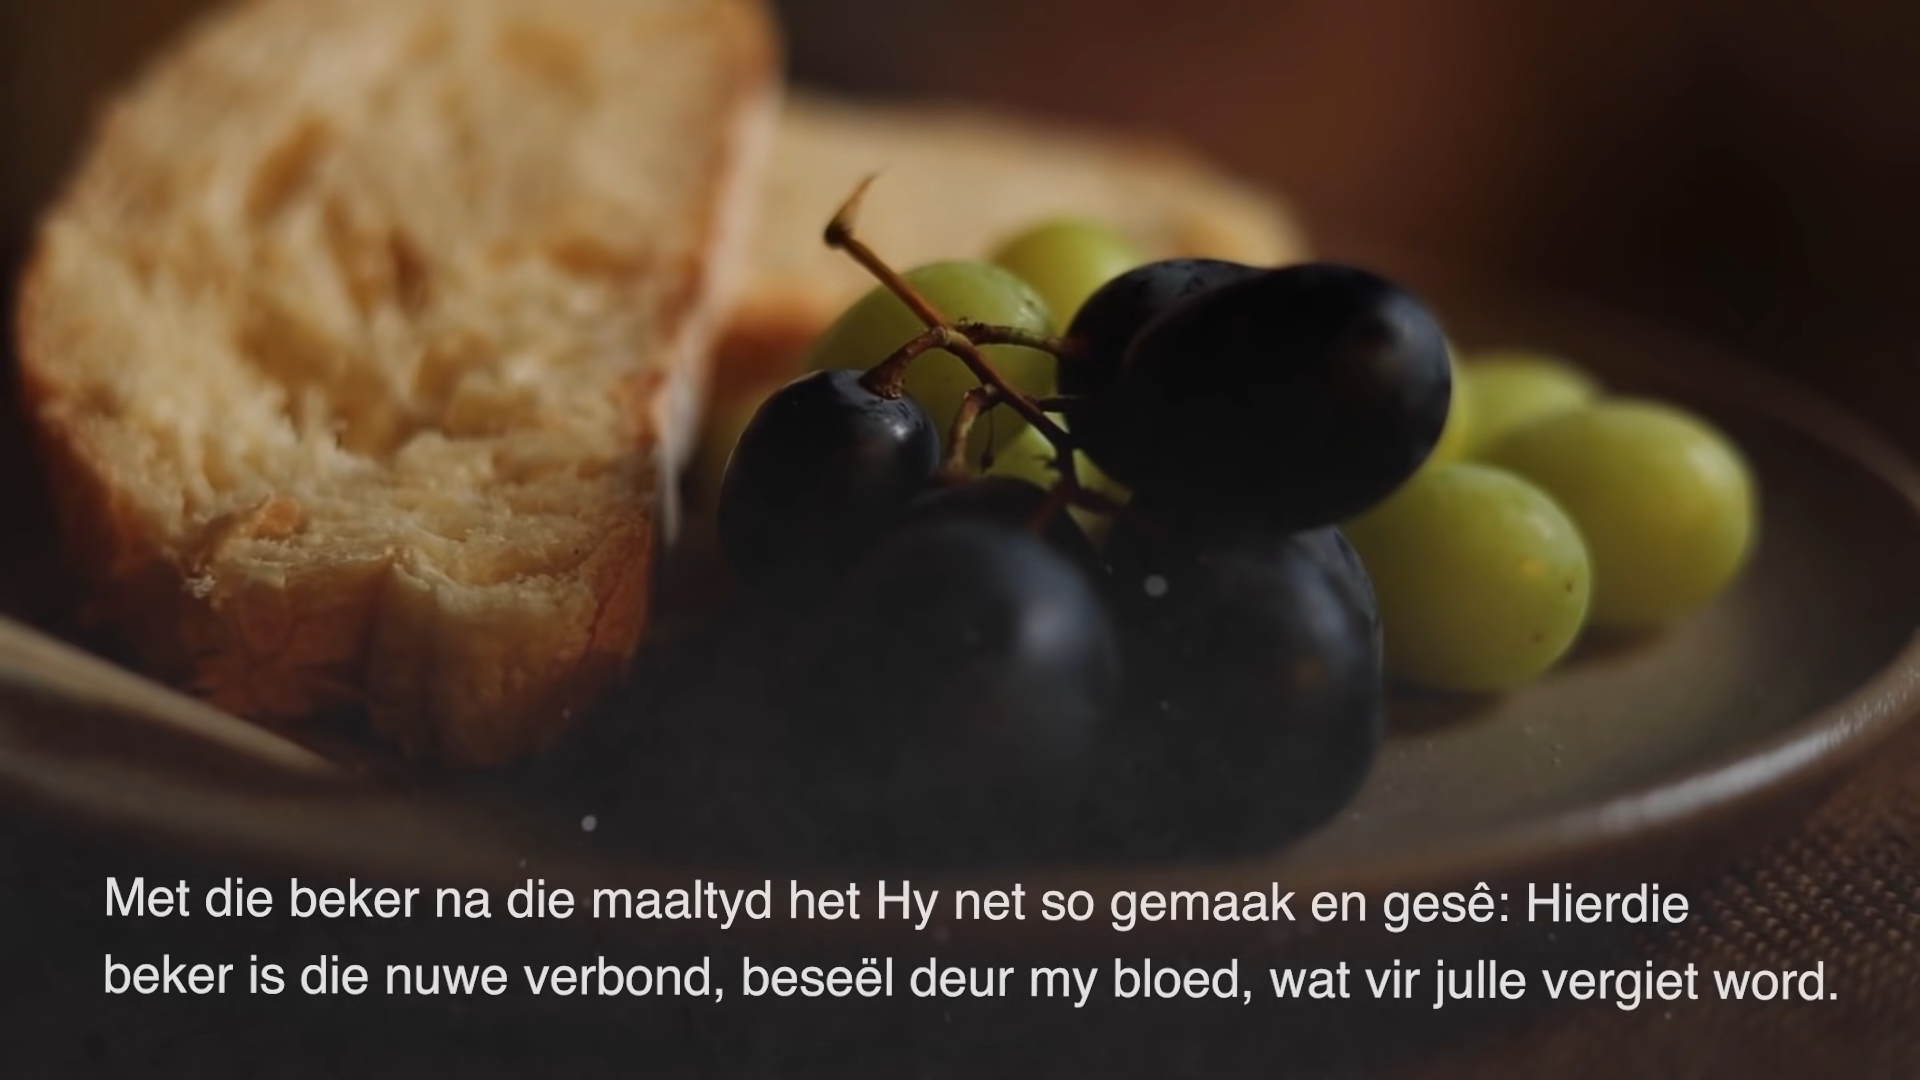 Met die beker na die maaltyd het Hy net so gemaak en gesê: Hierdie
beker is die nuwe verbond, beseël deur my bloed, wat vir julle vergiet word.